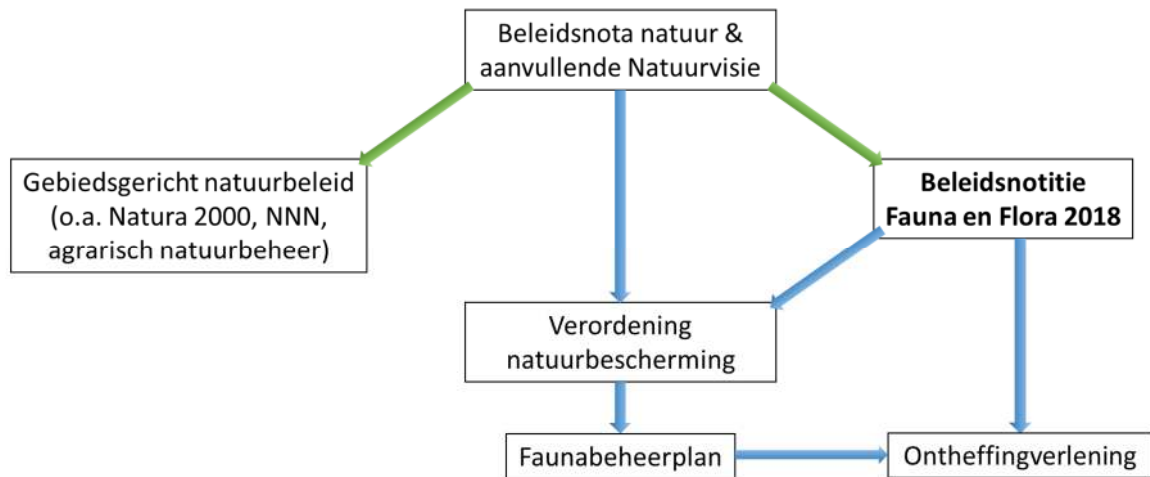 Beleidsnota natuur &
aanvullende Natuurvisie
Gebiedsgericht natuurbeleid
(o.a. Natura 2000, NNN,
agrarisch natuurbeheer)
Beleidsnotitie
Fauna en Flora 2018
Verordening
natuurbescherming
Faunabeheerplan
Ontheffingverlening